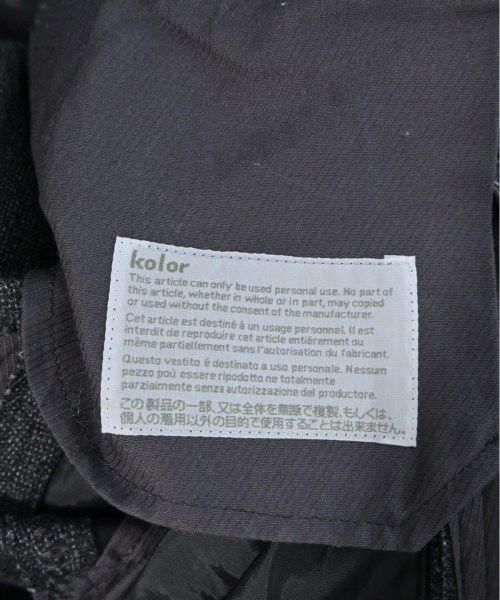 kolor
This article can only be used personal use. No part of
this article, whether in whole or in part, may copied
or used without the consent of the manufacturer.
Cet article est destiné à un usage personnel. Il est
interdit de reproduire cet article entiérement ou
même partiellement sans l'autorisation du fabricant.
Questo vestito é destinato a uso personale. Nessum
pezzo puà essere ripodotto ne totalmente
parziaimente senza autorizzazione del productore.
この製品の一部、又は全体を無断で複製、もしくは、
個人の濫用以外の目的で使用することは出来ません。